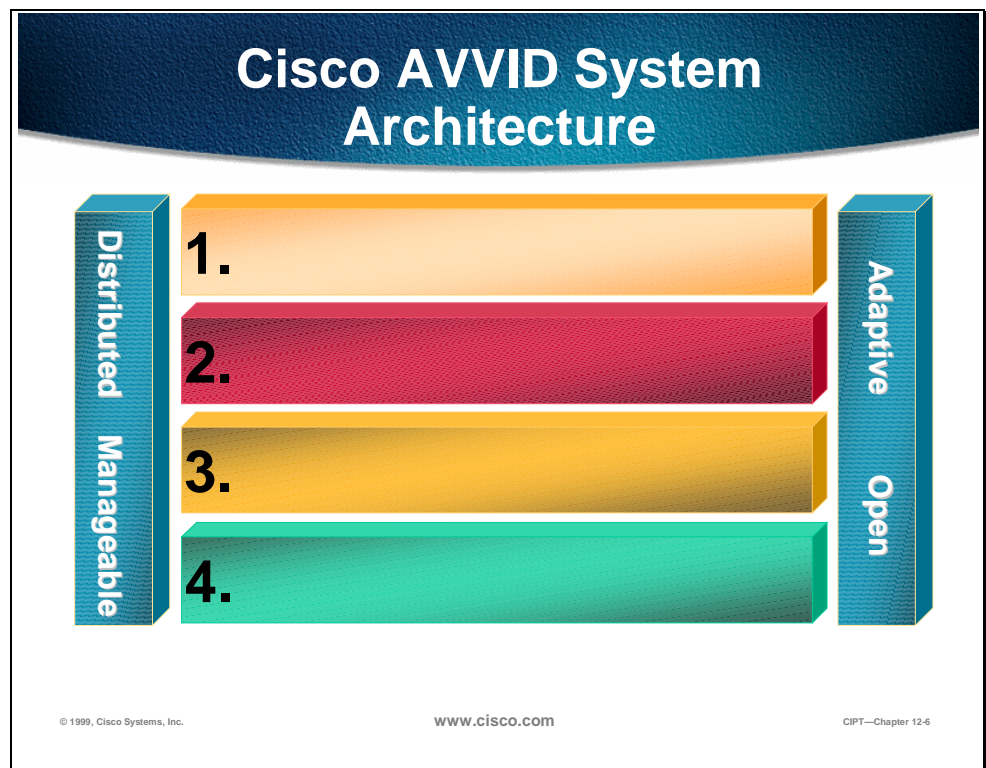 Cisco AVVID System
Architecture
Distributed Manageable
1.
2.
3.
4.
Adaptive Open
© 1999, Cisco Systems, Inc.
www.cisco.com
CIPT—Chapter 12-6